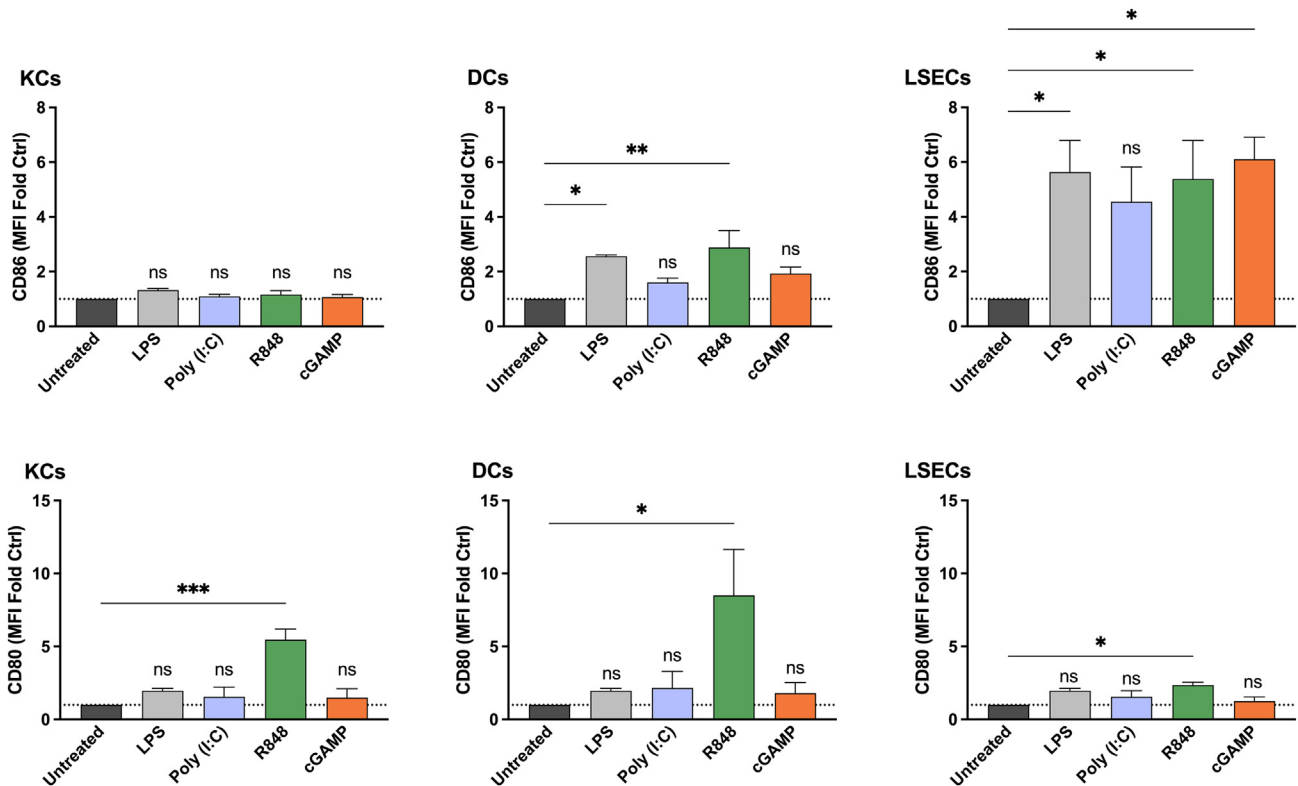 KCs
CD86 (MFI Fold Ctrl)
8
6
4
2
0
ns
ns
ns
ns
Untreated
LPS
Poly (I:C)
R848
cGAMP
DCs
CD86 (MFI Fold Ctrl)
8
6
4
2
0
**
*
ns
ns
Untreated
LPS
Poly (I:C)
R848
cGAMP
LSECs
CD86 (MFI Fold Ctrl)
8
6
4
2
0
*
*
*
ns
Untreated
LPS
Poly (I:C)
R848
cGAMP
KCs
CD80 (MFI Fold Ctrl)
15
10
5
0
***
ns
ns
ns
Untreated
LPS
Poly (I:C)
R848
cGAMP
DCs
CD80 (MFI Fold Ctrl)
15
10
5
0
*
ns
ns
ns
Untreated
LPS
Poly (I:C)
R848
cGAMP
LSECs
CD80 (MFI Fold Ctrl)
15
10
5
0
*
ns
ns
ns
Untreated
LPS
Poly (I:C)
R848
cGAMP